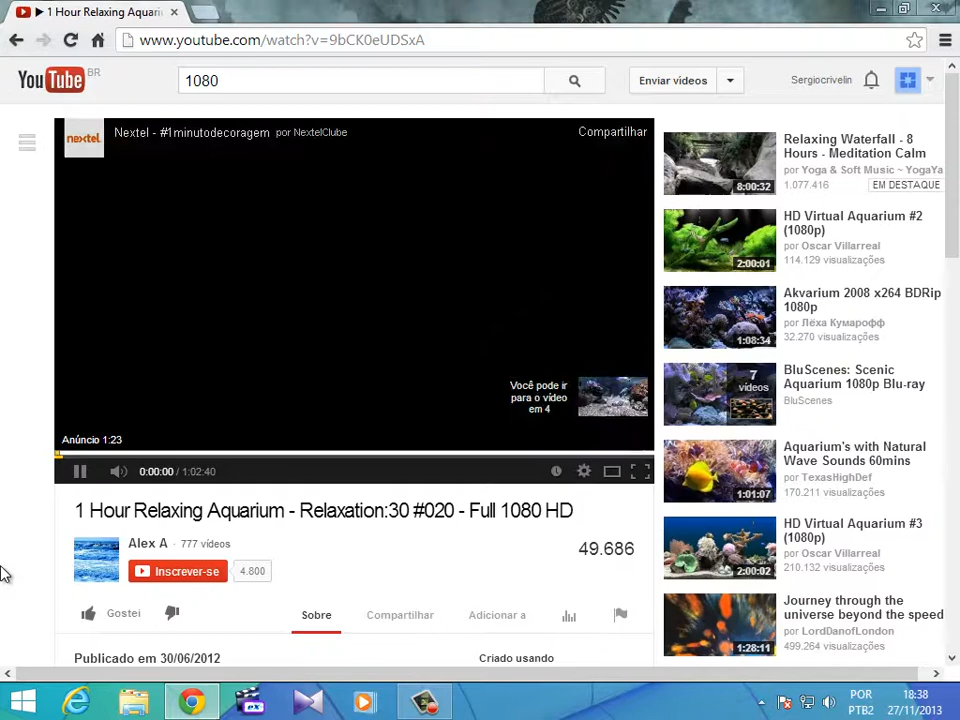 1 Hour Relaxing Aquari
www.youtube.com/watch?v=9bCK0eUDSxA
YouTube BR
1080
Enviar vídeos
Sergiocrivelin
nextel
Nextel - #1minutodecoragem por NextelClube
Compartilhar
Você pode ir
para o vídeo
em 4
Anúncio 1:23
0:00:00 / 1:02:40
1 Hour Relaxing Aquarium - Relaxation:30 #020 - Full 1080 HD
Alex A · 777 vídeos
Inscrever-se
4.800
49.686
Gostei
Sobre
Compartilhar
Adicionar a
Publicado em 30/06/2012
Criado usando
8:00:32
Relaxing Waterfall - 8
Hours - Meditation Calm
por Yoga & Soft Music ~ YogaYa
1.077.416
EM DESTAQUE
2:00:01
HD Virtual Aquarium #2
(1080p)
por Oscar Villarreal
114.129 visualizações
1:08:34
Akvarium 2008 x264 BDRip
1080p
por Лёха Кумарофф
32.270 visualizações
7
vídeos
BluScenes: Scenic
Aquarium 1080p Blu-ray
BluScenes
1:01:07
Aquarium's with Natural
Wave Sounds 60mins
por TexasHighDef
170.211 visualizações
2:00:02
HD Virtual Aquarium #3
(1080p)
por Oscar Villarreal
210.132 visualizações
1:28:11
Journey through the
universe beyond the speed
por LordDanofLondon
499.264 visualizações
POR
PTB2
18:38
27/11/2013